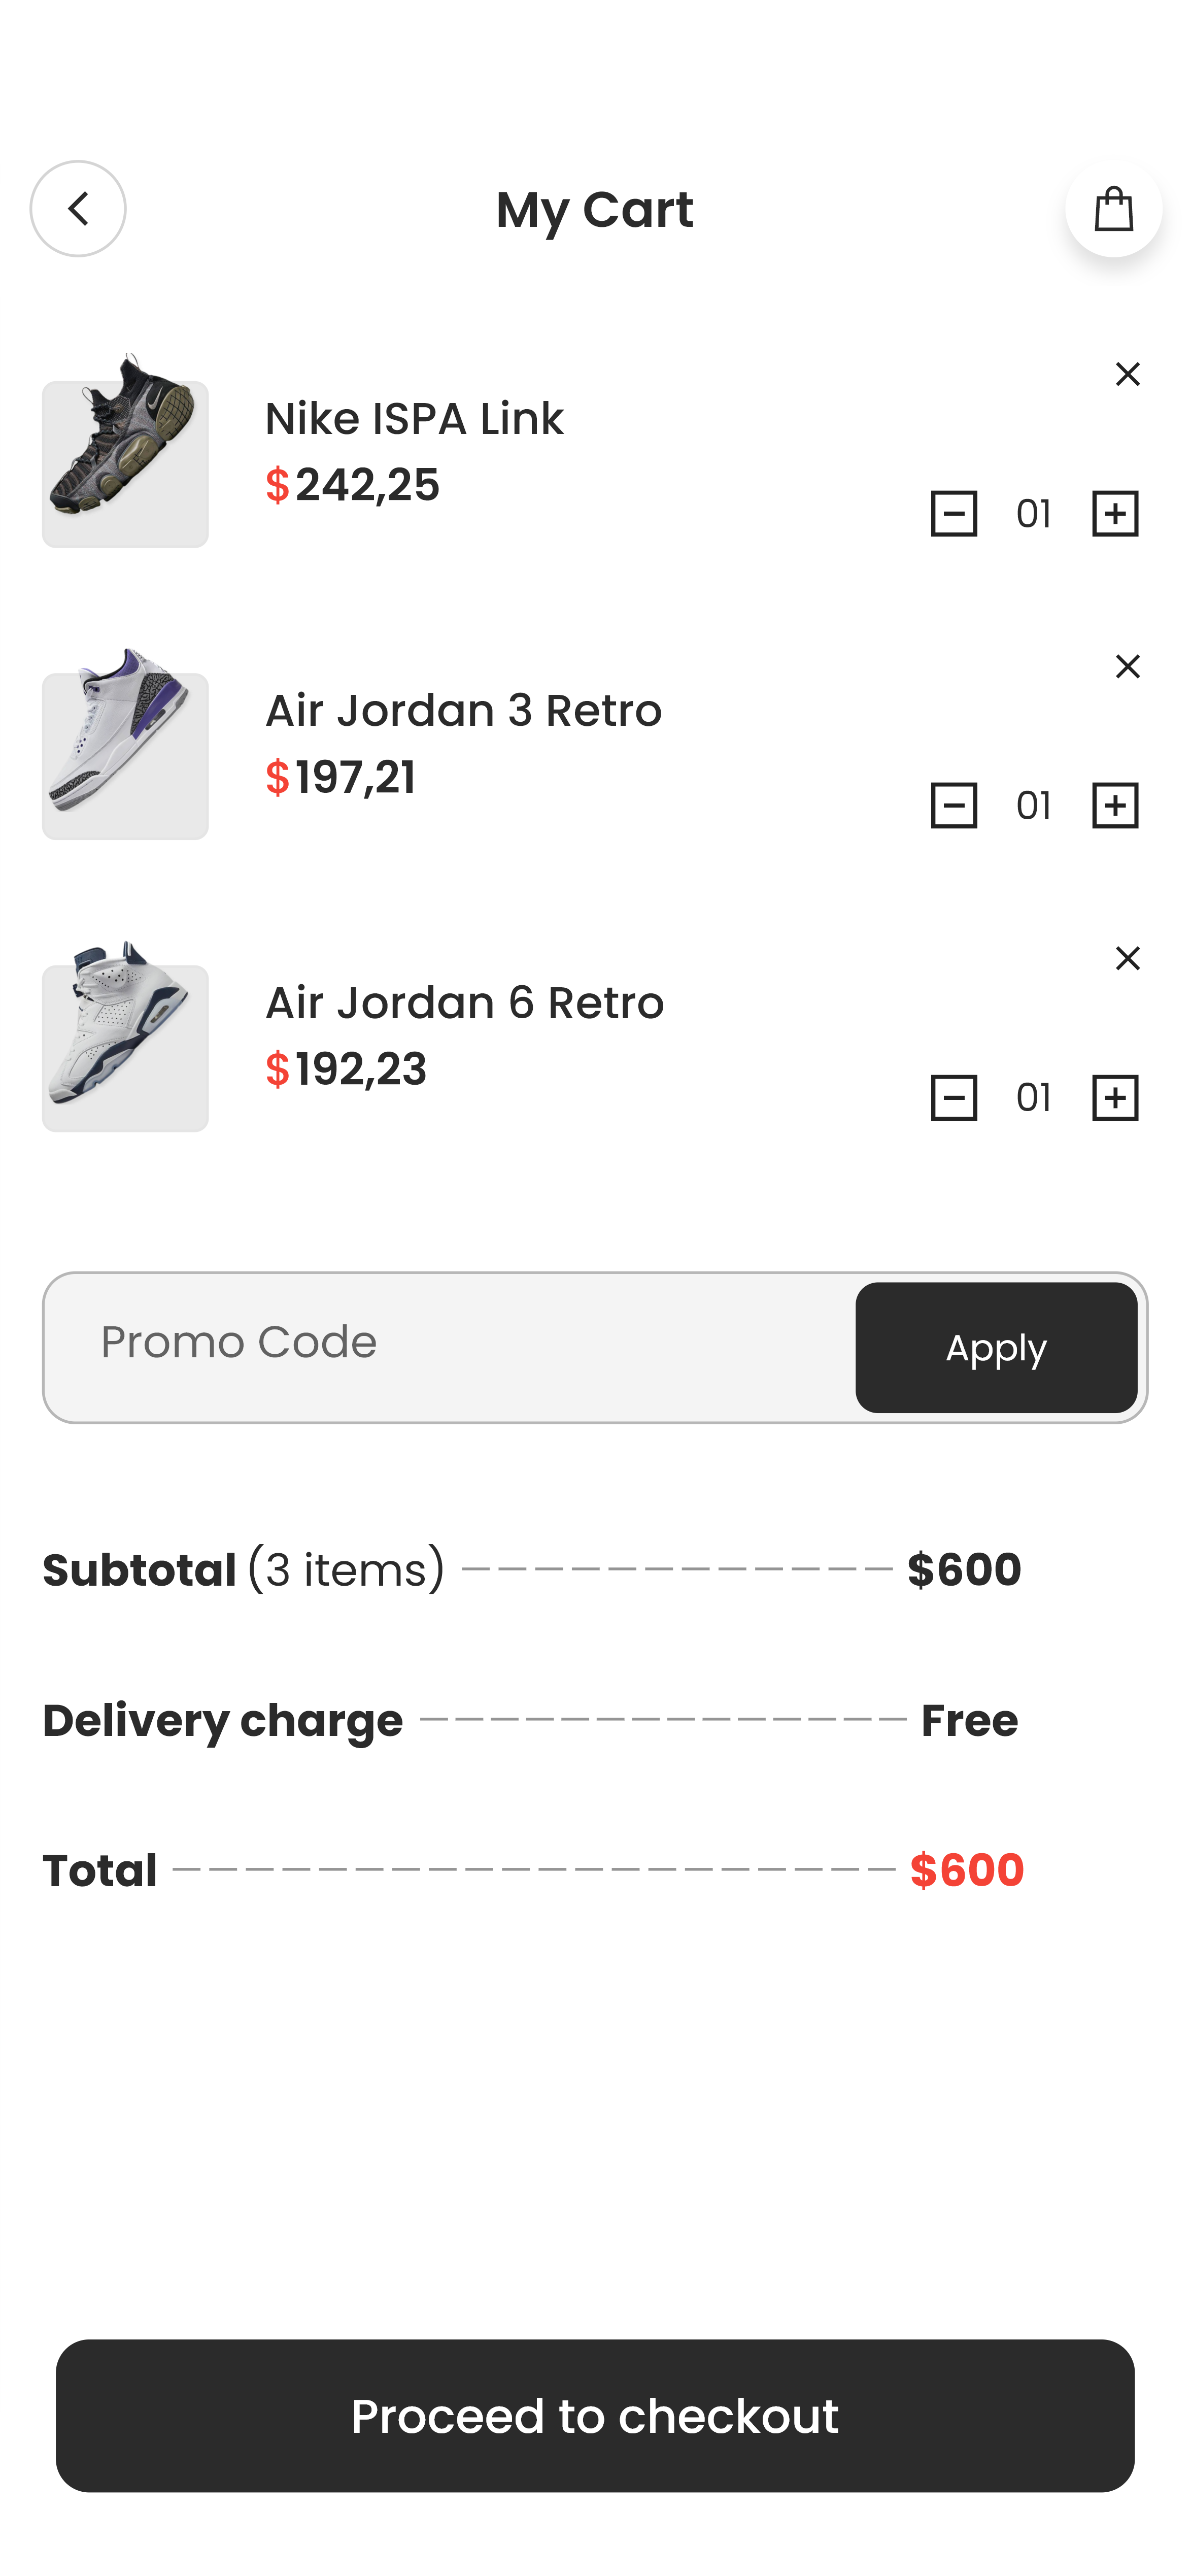 My Cart
Nike ISPA Link
$242,25
01
Air Jordan 3 Retro
$197,21
01
Air Jordan 6 Retro
$192,23
01
Promo Code
Apply
Subtotal (3 items)
$600
Delivery charge
Free
Total
$600
Proceed to checkout